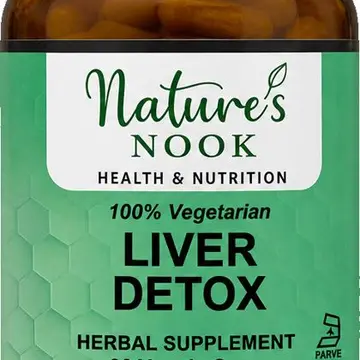 Nature's
NOOK
HEALTH & NUTRITION
100% Vegetarian
LIVER
DETOX
HERBAL SUPPLEMENT
PARVE